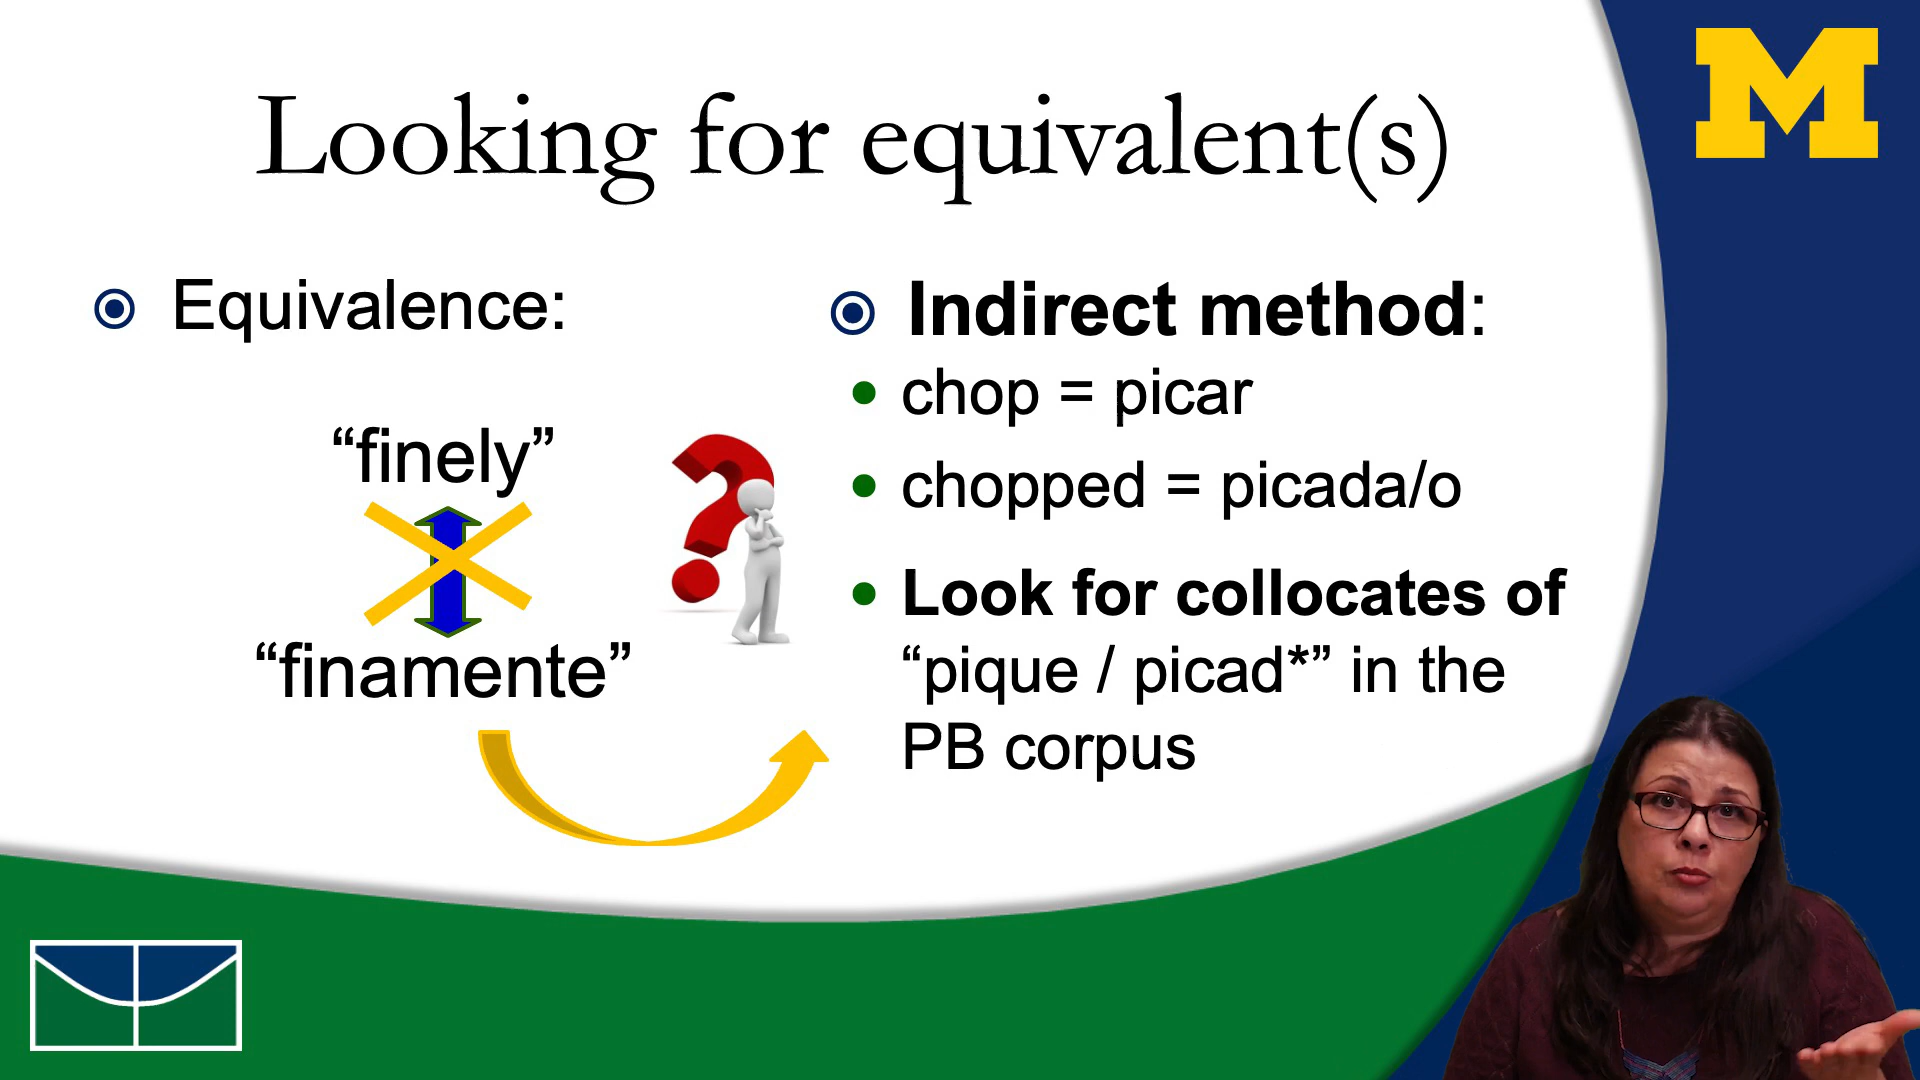 M
Looking for equivalent(s)
Equivalence:
“finely”
“finamente”
Indirect method:
chop = picar
chopped = picada/o
Look for collocates of
“pique / picad*” in the
PB corpus